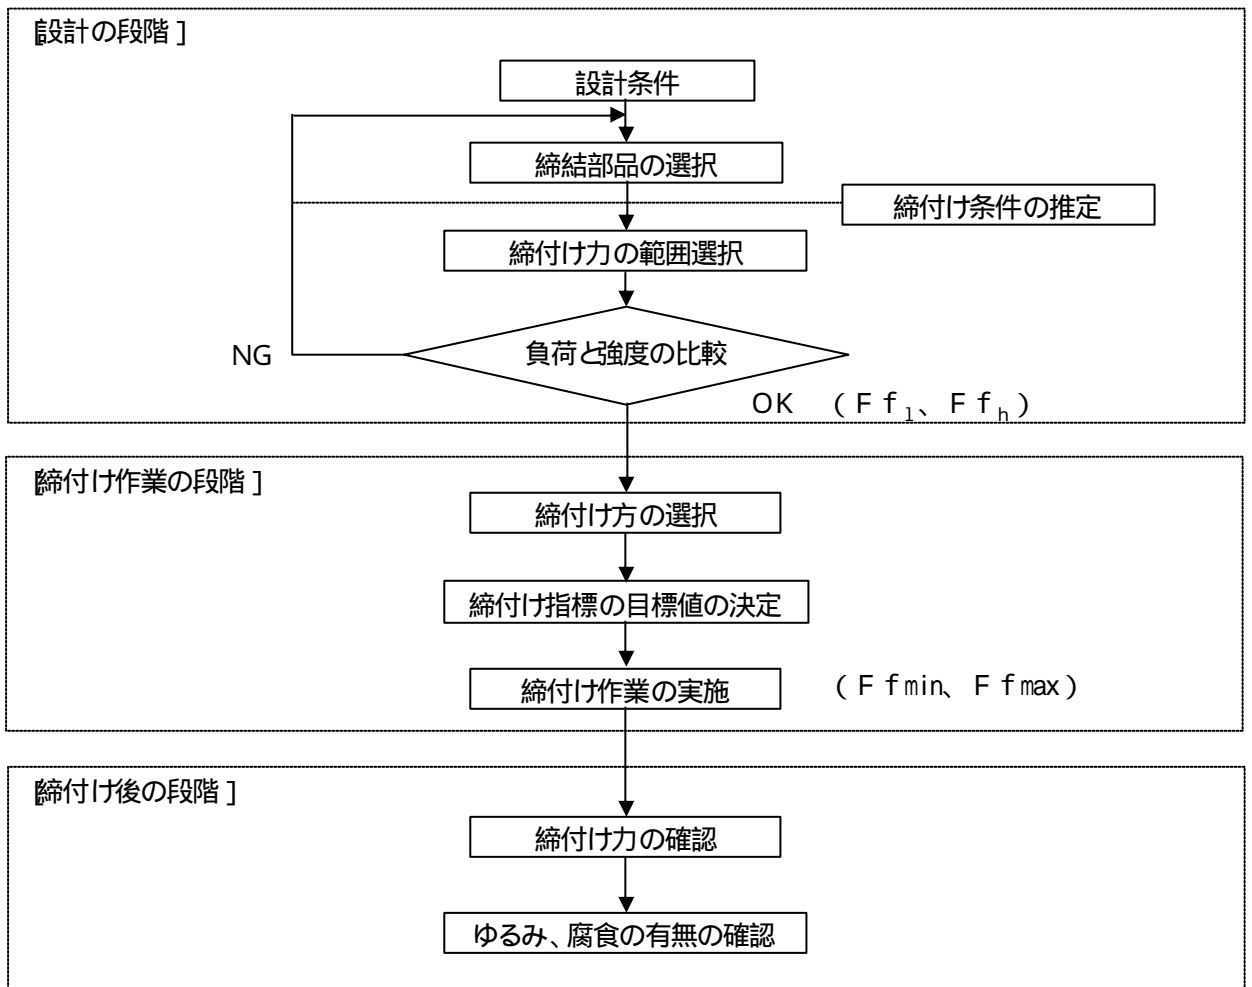 [設計の段階]
設計条件
締結部品の選択
締付け条件の推定
締付け力の範囲選択
負荷と強度の比較
NG
OK (Ff_l、Ff_h)
[締付け作業の段階]
締付け方の選択
締付け指標の目標値の決定
締付け作業の実施
(Ffmin、Ffmax)
[締付け後の段階]
締付け力の確認
ゆるみ、腐食の有無の確認